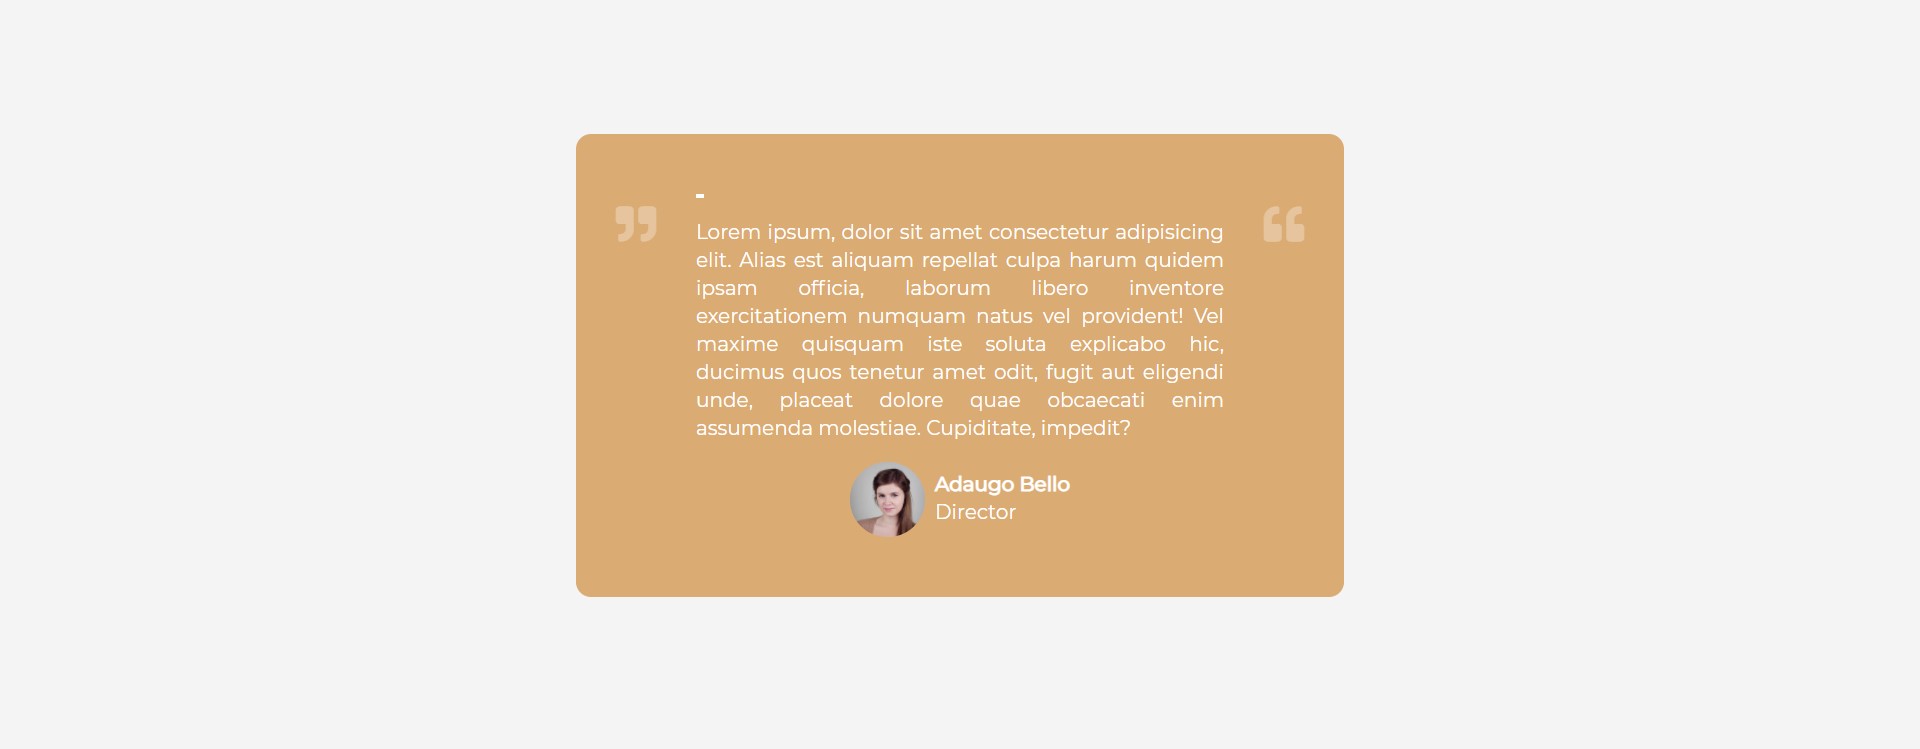 Lorem ipsum, dolor sit amet consectetur adipisicing
elit. Alias est aliquam repellat culpa harum quidem
ipsam officia, laborum libero inventore
exercitationem numquam natus vel provident! Vel
maxime quisquam iste soluta explicabo hic,
ducimus quos tenetur amet odit, fugit aut eligendi
unde, placeat dolore quae obcaecati enim
assumenda molestiae. Cupiditate, impedit?
Adaugo Bello
Director